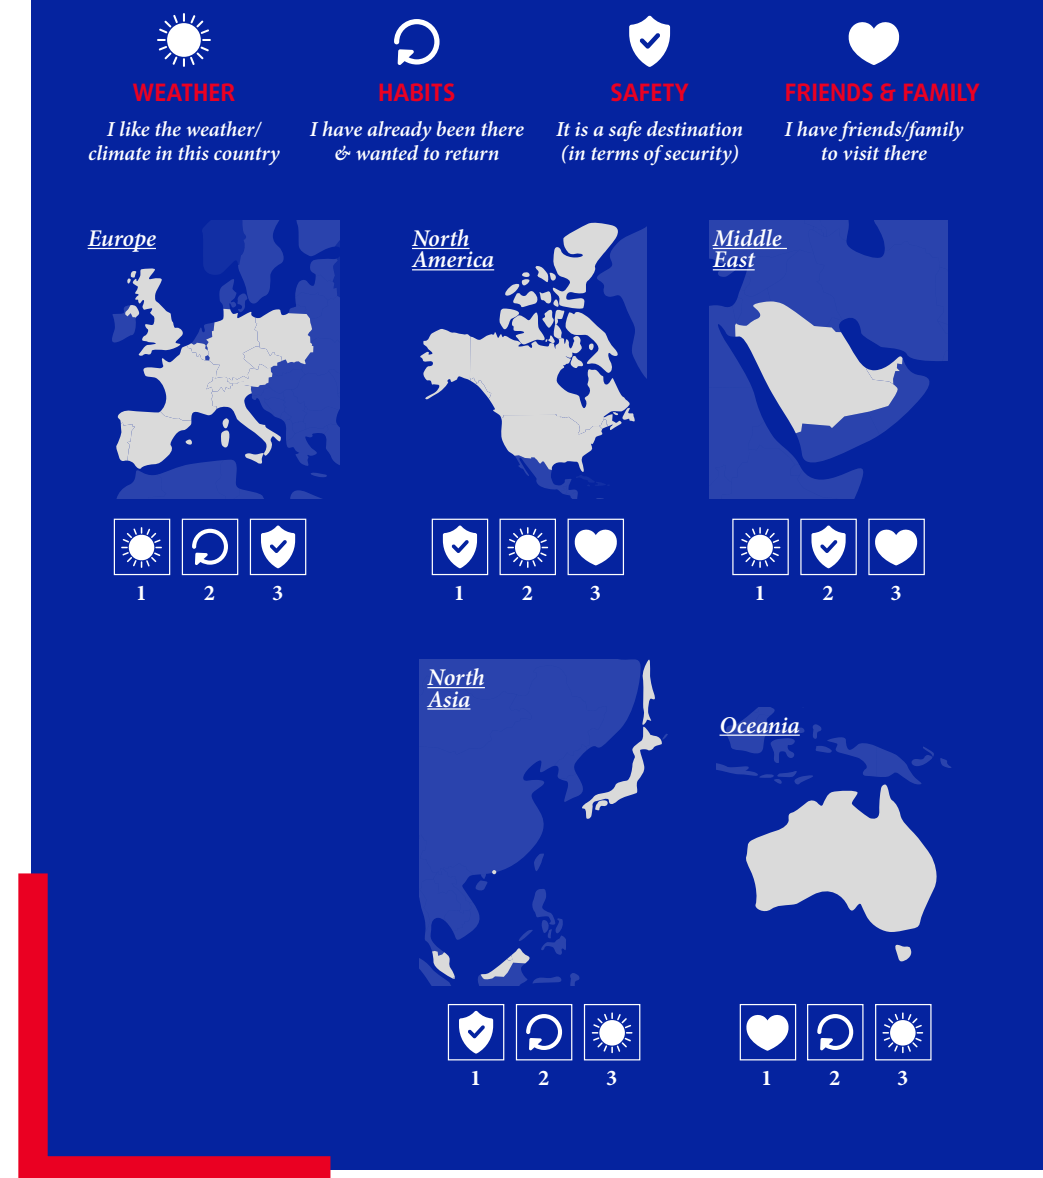 WEATHER
I like the weather/
climate in this country
HABITS
I have already been there
& wanted to return
SAFETY
It is a safe destination
(in terms of security)
FRIENDS & FAMILY
I have friends/family
to visit there
Europe
1 2 3
North
America
1 2 3
Middle
East
1 2 3
North
Asia
1 2 3
Oceania
1 2 3